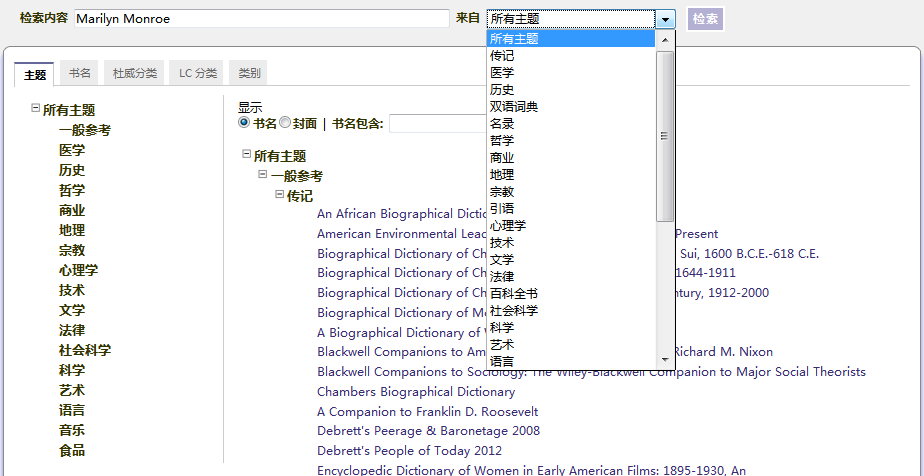 检索内容 Marilyn Monroe 来自 所有主题 检索
所有主题
传记
医学
历史
双语词典
名录
哲学
商业
地理
宗教
引语
心理学
技术
文学
法律
百科全书
社会科学
科学
艺术
语言
主题 书名 杜威分类 LC 分类 类别
所有主题
一般参考
医学
历史
哲学
商业
地理
宗教
心理学
技术
文学
法律
社会科学
科学
艺术
语言
音乐
食品
显示
书名 封面 | 书名包含:
所有主题
一般参考
传记
An African Biographical Dictio
American Environmental Lead Present
Biographical Dictionary of Ch Sui, 1600 B.C.E.-618 C.E.
Biographical Dictionary of Ch 1644-1911
Biographical Dictionary of Ch ntury, 1912-2000
Biographical Dictionary of Mo
A Biographical Dictionary of
Blackwell Companions to Am Richard M. Nixon
Blackwell Companions to Sociology: The Wiley-Blackwell Companion to Major Social Theorists
Chambers Biographical Dictionary
A Companion to Franklin D. Roosevelt
Debrett's Peerage & Baronetage 2008
Debrett's People of Today 2012
Encyclopedic Dictionary of Women in Early American Films: 1895-1930, An